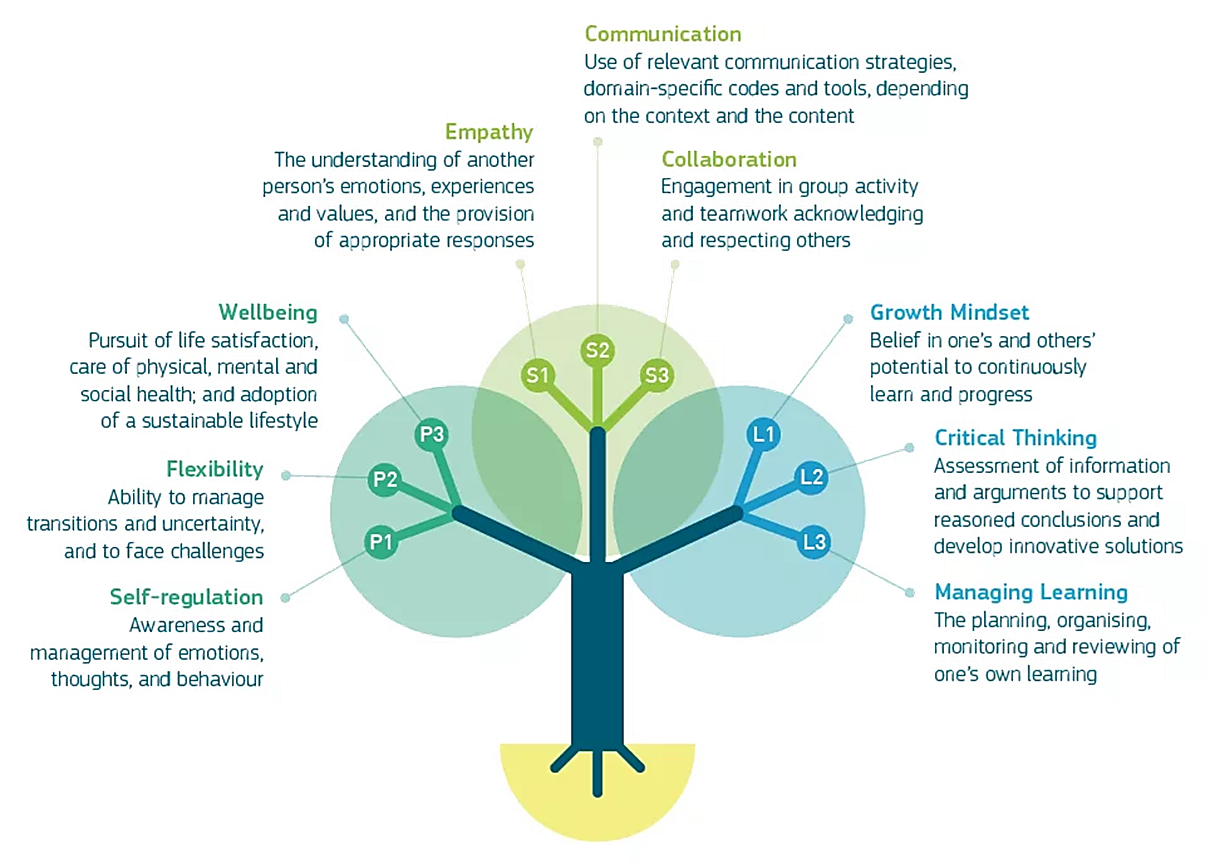 Communication
Use of relevant communication strategies,
domain-specific codes and tools, depending
on the context and the content
Empathy
The understanding of another
person's emotions, experiences
and values, and the provision
of appropriate responses
Collaboration
Engagement in group activity
and teamwork acknowledging
and respecting others
Wellbeing
Pursuit of life satisfaction,
care of physical, mental and
social health; and adoption
of a sustainable lifestyle
Flexibility
Ability to manage
transitions and uncertainty,
and to face challenges
Self-regulation
Awareness and
management of emotions,
thoughts, and behaviour
P1
P2
P3
S1
S2
S3
L1
L2
L3
Growth Mindset
Belief in one's and others'
potential to continuously
learn and progress
Critical Thinking
Assessment of information
and arguments to support
reasoned conclusions and
develop innovative solutions
Managing Learning
The planning, organising,
monitoring and reviewing of
one's own learning